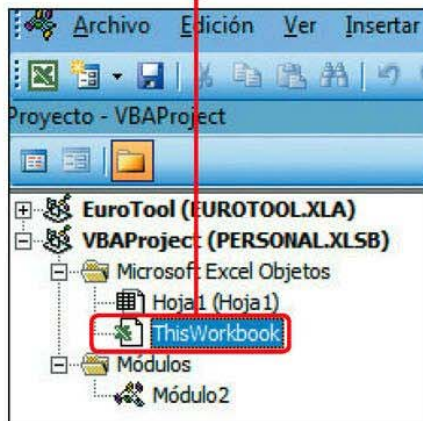 Archivo Edición Ver Insertar
Proyecto - VBAProject
EuroTool (EUROTOOL.XLA)
VBAProject (PERSONAL.XLSB)
Microsoft Excel Objetos
Hoja1 (Hoja1)
ThisWorkbook
Módulos
Módulo2